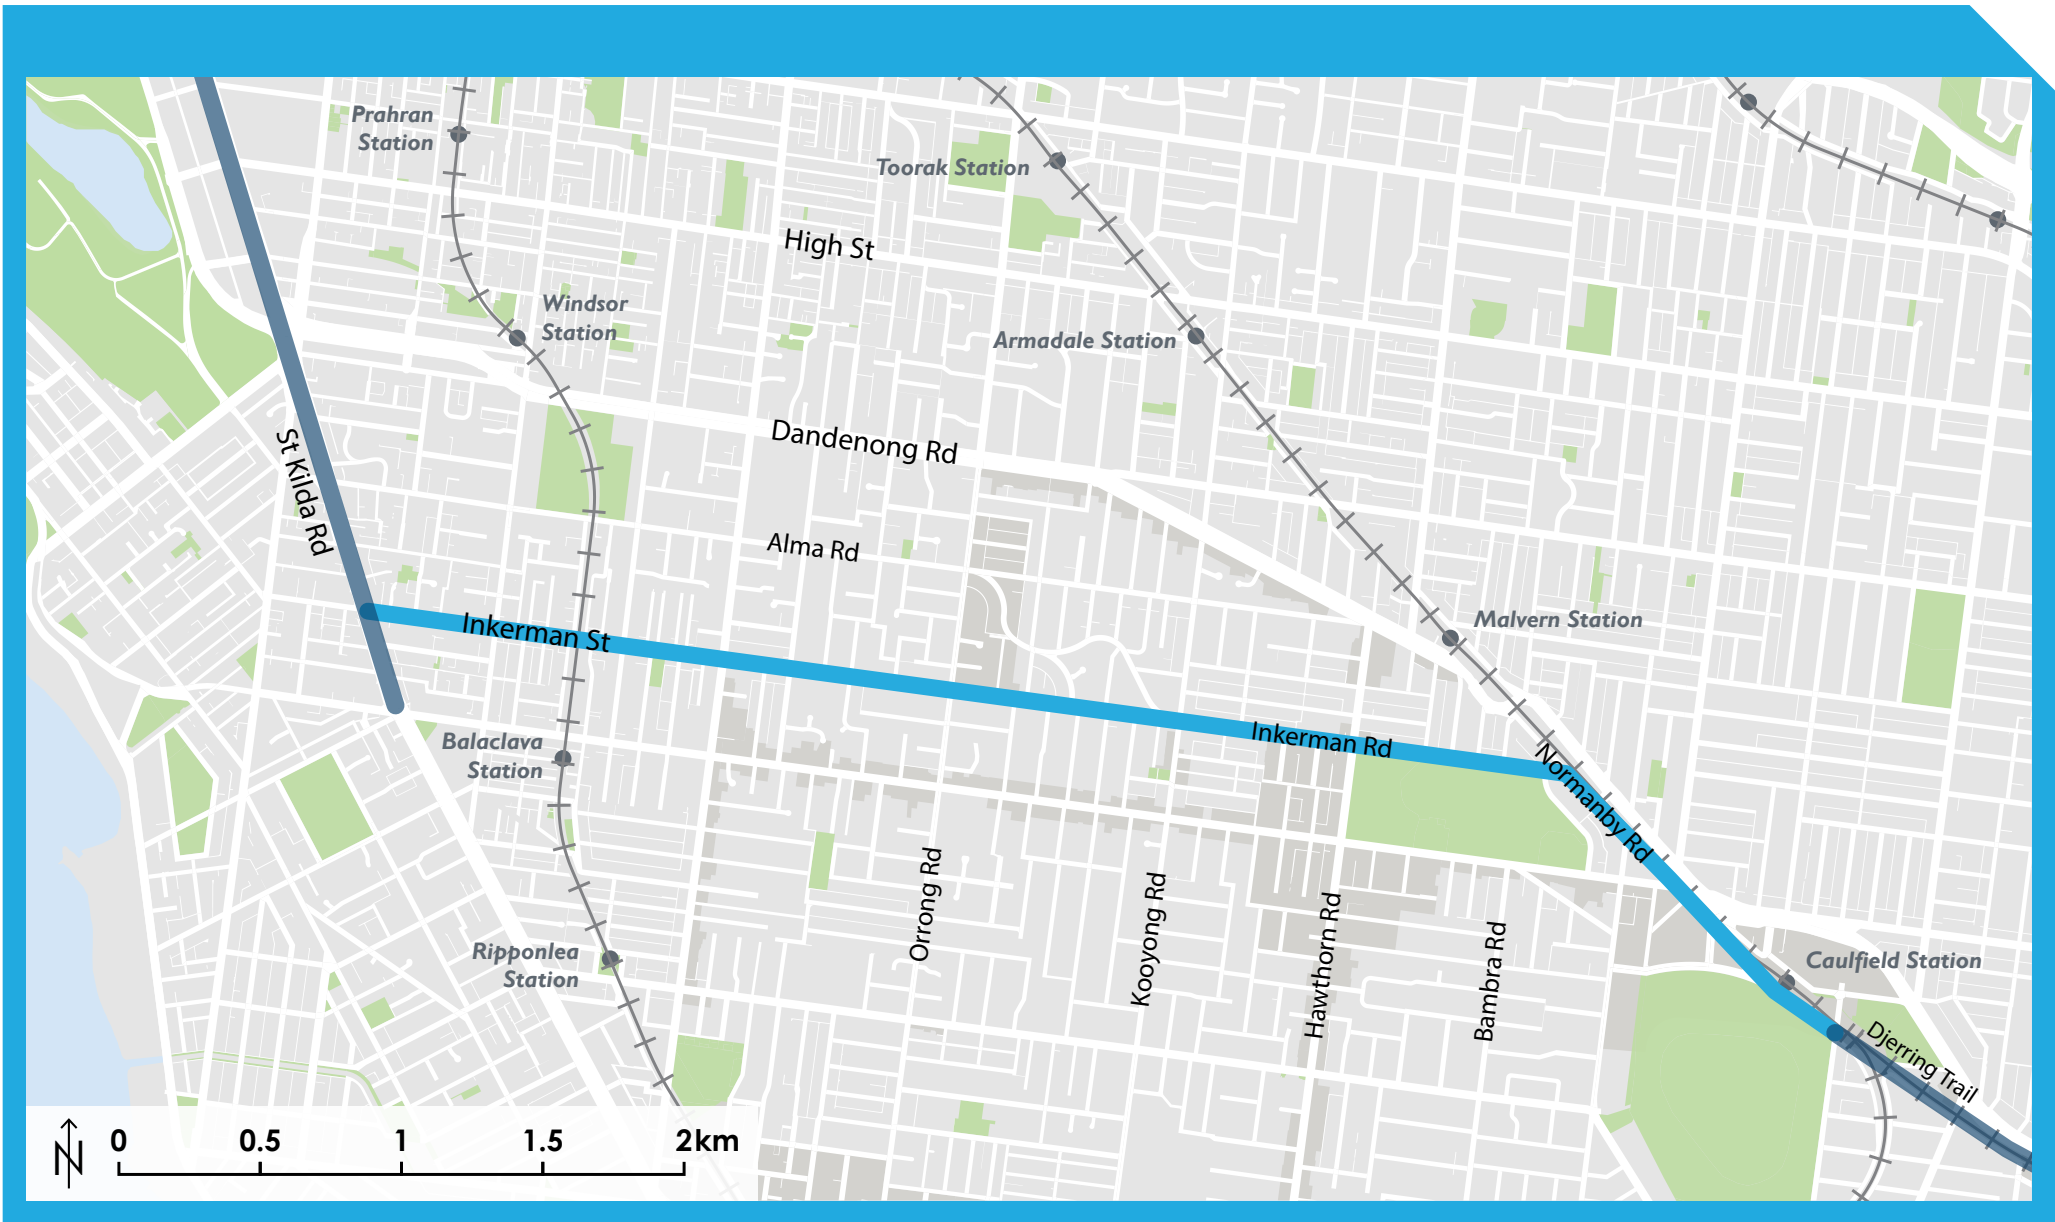 Prahran
Station
Toorak Station
High St
Windsor
Station
Armadale Station
St Kilda Rd
Dandenong Rd
Alma Rd
Inkerman St
Malvern Station
Inkerman Rd
Balaclava
Station
Normanby Rd
Orrong Rd
Kooyong Rd
Hawthorn Rd
Bambra Rd
Ripponlea
Station
Caulfield Station
Djerring Trail
N
0 0.5 1 1.5 2km